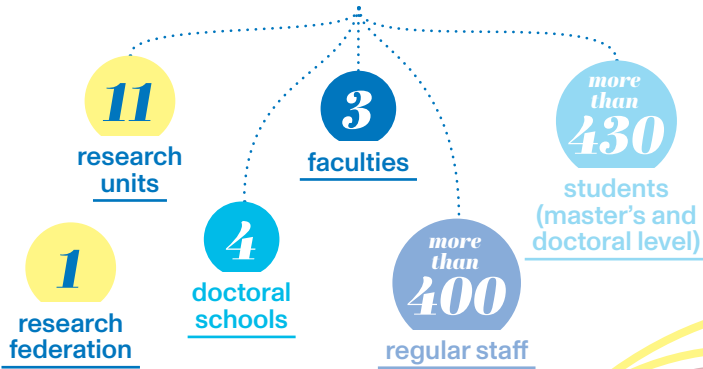 11
research
units
3
faculties
more
than
430
students
(master's and
doctoral level)
1
research
federation
4
doctoral
schools
more
than
400
regular staff